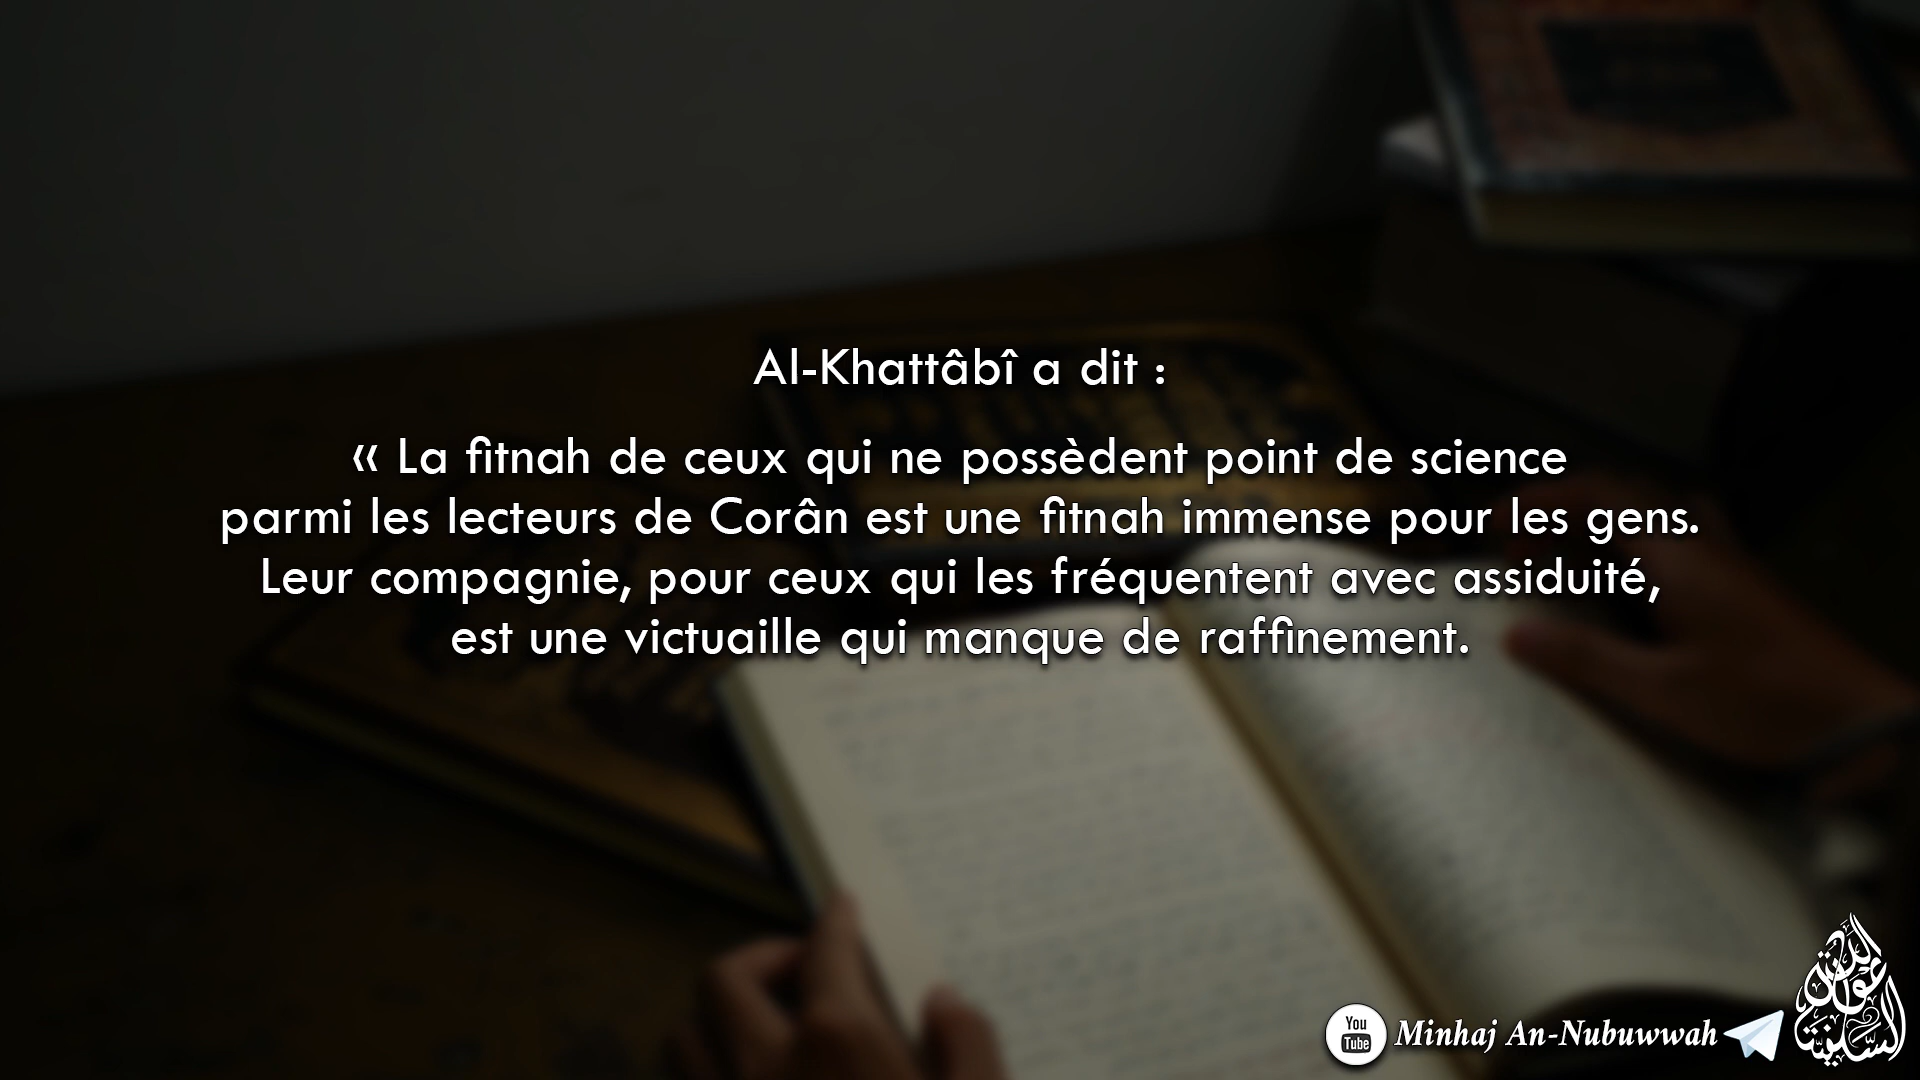 Al-Khattâbî a dit :
« La fitnah de ceux qui ne possèdent point de science
parmi les lecteurs de Corân est une fitnah immense pour les gens.
Leur compagnie, pour ceux qui les fréquentent avec assiduité,
est une victuaille qui manque de raffinement.
You
Tube
Minhaj An-Nubuwwah